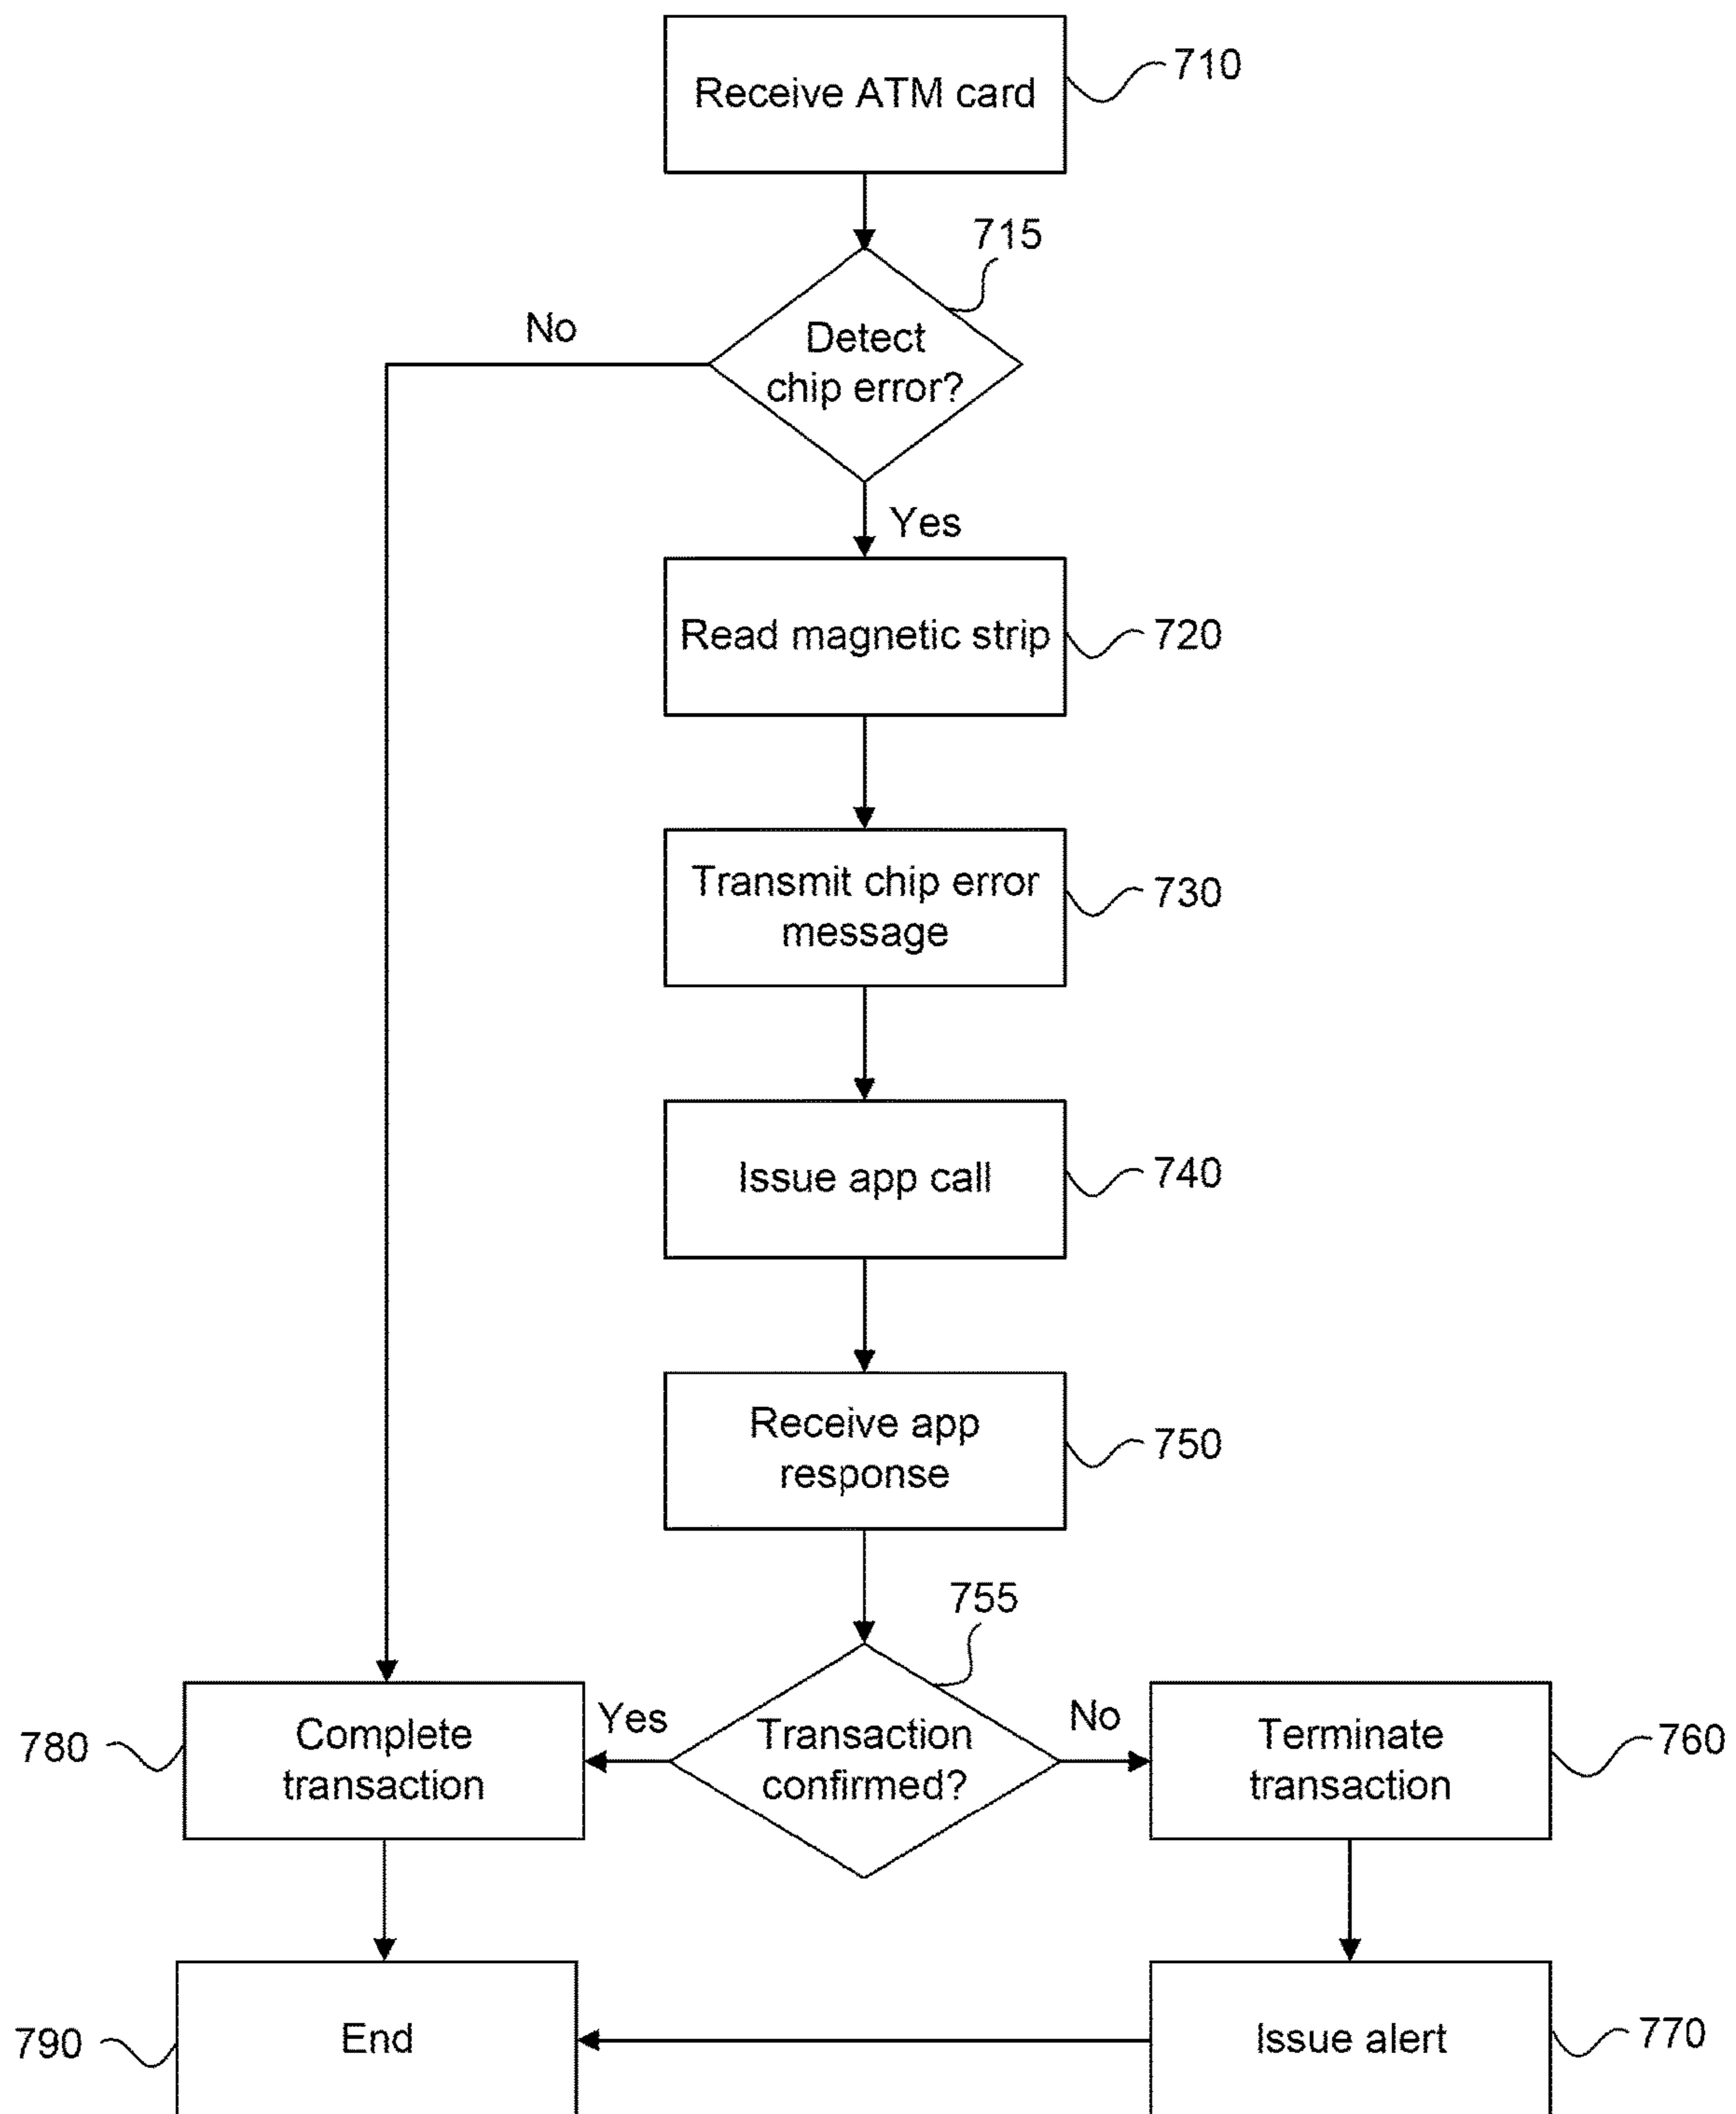 Receive ATM card
710
715
No
Detect
chip error?
Yes
Read magnetic strip
720
Transmit chip error
message
730
Issue app call
740
Receive app
response
750
755
780
Complete
transaction
Yes
Transaction
confirmed?
No
Terminate
transaction
760
790
End
Issue alert
770